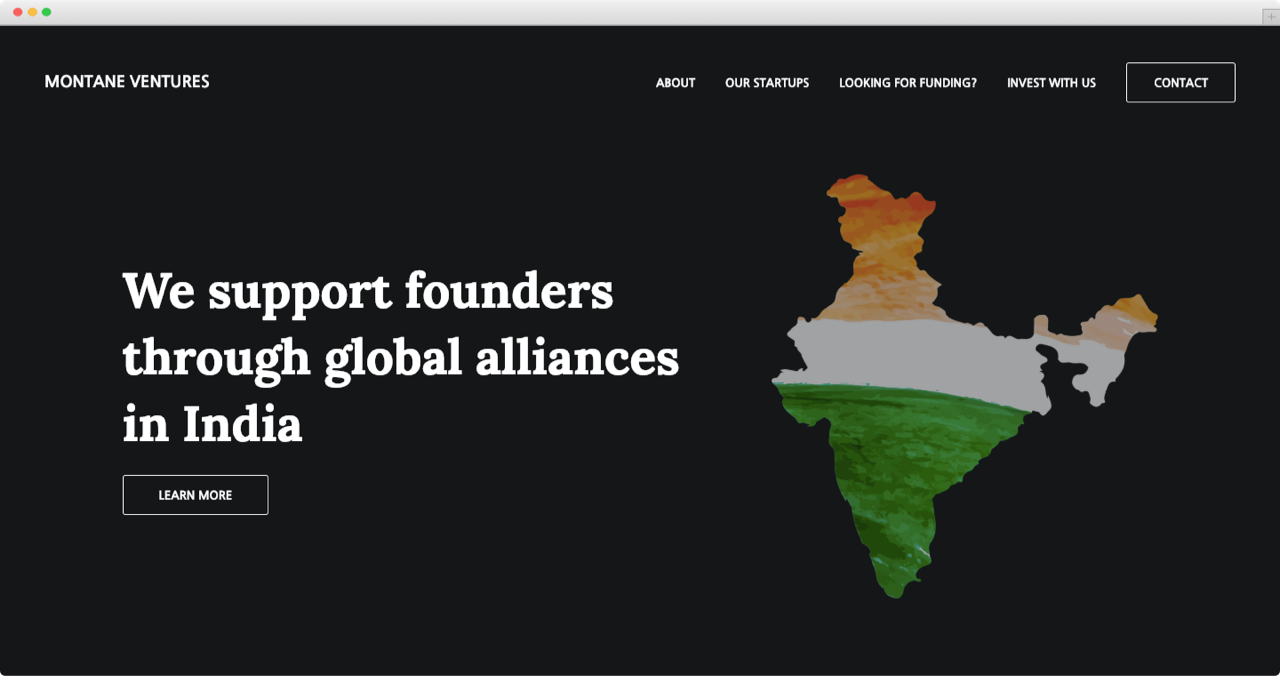 MONTANE VENTURES
ABOUT OUR STARTUPS LOOKING FOR FUNDING? INVEST WITH US CONTACT
We support founders
through global alliances
in India
LEARN MORE